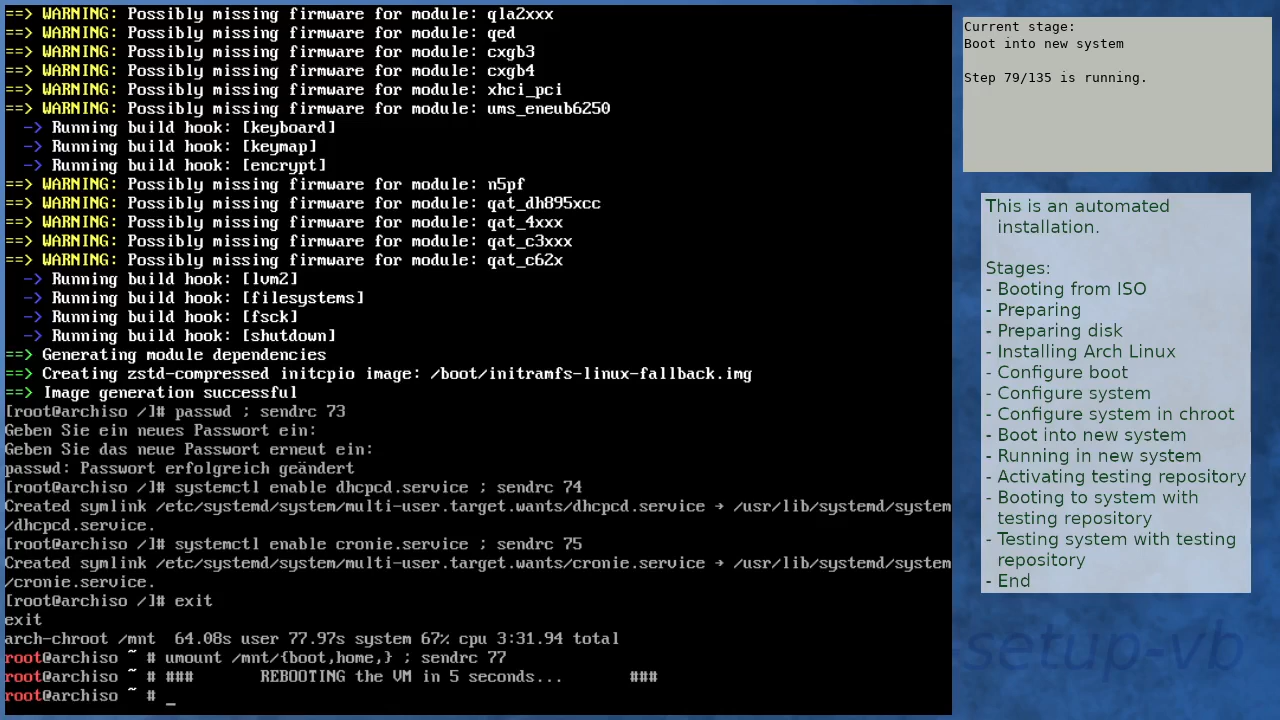 ==> WARNING: Possibly missing firmware for module: qla2xxx
==> WARNING: Possibly missing firmware for module: qed
==> WARNING: Possibly missing firmware for module: cxgb3
==> WARNING: Possibly missing firmware for module: cxgb4
==> WARNING: Possibly missing firmware for module: xhci_pci
==> WARNING: Possibly missing firmware for module: ums_eneub6250
-> Running build hook: [keyboard]
-> Running build hook: [keymap]
-> Running build hook: [encrypt]
==> WARNING: Possibly missing firmware for module: n5pf
==> WARNING: Possibly missing firmware for module: qat_dh895xcc
==> WARNING: Possibly missing firmware for module: qat_4xxx
==> WARNING: Possibly missing firmware for module: qat_c3xxx
==> WARNING: Possibly missing firmware for module: qat_c62x
-> Running build hook: [lvm2]
-> Running build hook: [filesystems]
-> Running build hook: [fsck]
-> Running build hook: [shutdown]
==> Generating module dependencies
==> Creating zstd-compressed initcpio image: /boot/initramfs-linux-fallback.img
==> Image generation successful
[root@archiso /]# passwd ; sendrc 73
Geben Sie ein neues Passwort ein:
Geben Sie das neue Passwort erneut ein:
passwd: Passwort erfolgreich geändert
[root@archiso /]# systemctl enable dhcpcd.service ; sendrc 74
Created symlink /etc/systemd/system/multi-user.target.wants/dhcpcd.service → /usr/lib/systemd/system
/dhcpcd.service.
[root@archiso /]# systemctl enable cronie.service ; sendrc 75
Created symlink /etc/systemd/system/multi-user.target.wants/cronie.service → /usr/lib/systemd/system
/cronie.service.
[root@archiso /]# exit
exit
arch-chroot /mnt  64.08s user 77.97s system 67% cpu 3:31.94 total
root@archiso ~ # umount /mnt/{boot,home,} ; sendrc 77
root@archiso ~ # ###       REBOOTING the VM in 5 seconds...       ###
root@archiso ~ # _
Current stage:
Boot into new system
Step 79/135 is running.
This is an automated
installation.
Stages:
- Booting from ISO
- Preparing
- Preparing disk
- Installing Arch Linux
- Configure boot
- Configure system
- Configure system in chroot
- Boot into new system
- Running in new system
- Activating testing repository
- Booting to system with
testing repository
- Testing system with testing
repository
- End
setup-vb